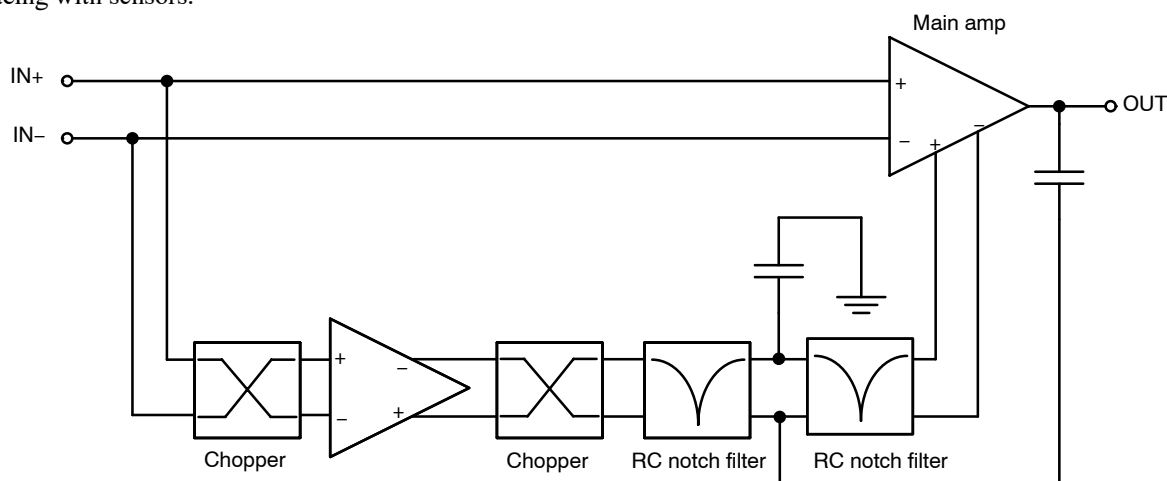 Main amp
IN+
+
OUT
IN−
−
+
−
+
−
−
+
Chopper
Chopper
RC notch filter
RC notch filter